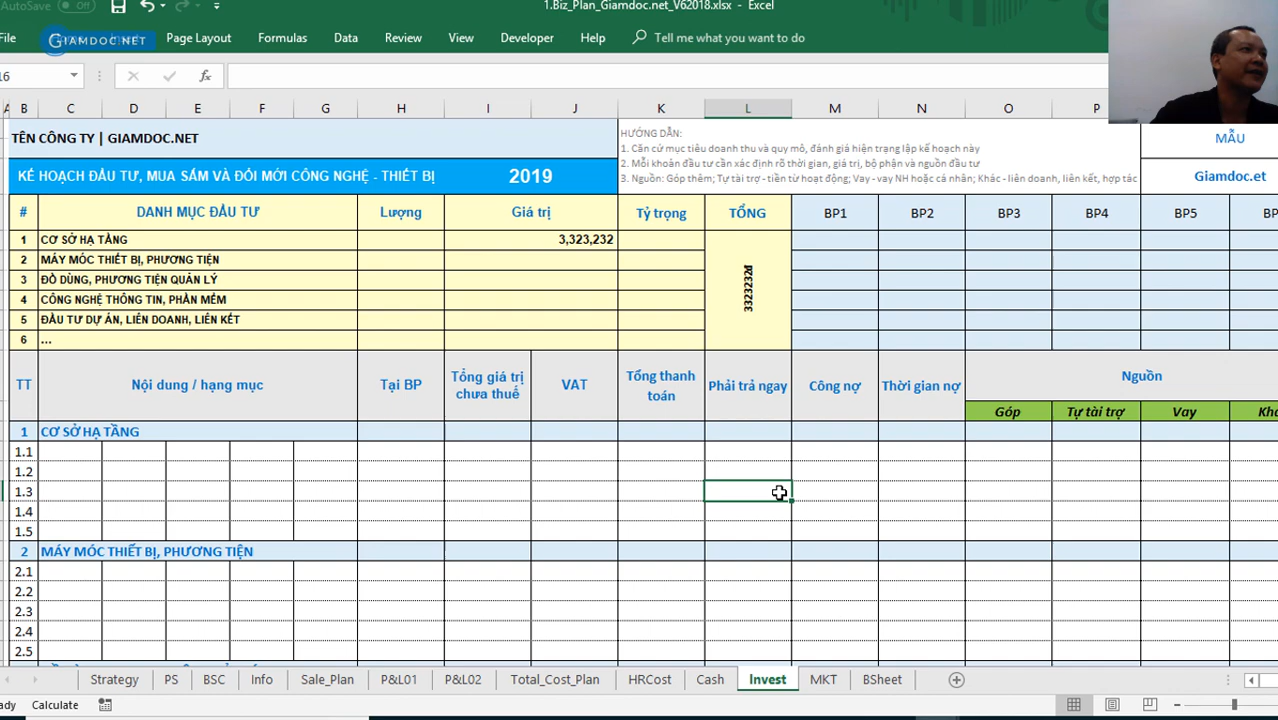 AutoSave Off
1.Biz_Plan_Giamdoc.net_V62018.xlsx - Excel
File
GIAMDOC.NET
Page Layout Formulas Data Review View Developer Help Tell me what you want to do
fx
B C D E F G H I J K L M N O P
TÊN CÔNG TY | GIAMDOC.NET
KẾ HOẠCH ĐẦU TƯ, MUA SẮM VÀ ĐỔI MỚI CÔNG NGHỆ - THIẾT BỊ 2019
HƯỚNG DẪN:
1. Căn cứ mục tiêu doanh thu và quy mô, đánh giá hiện trạng lập kế hoạch này
2. Mỗi khoản đầu tư cần xác định rõ thời gian, giá trị, bộ phận và nguồn đầu tư
3. Nguồn: Góp thêm; Tự tài trợ - tiền từ hoạt động; Vay - vay NH hoặc cá nhân; Khác - liên doanh, liên kết, hợp tác
MẪU
Giamdoc.et
# DANH MỤC ĐẦU TƯ Lượng Giá trị Tỷ trọng TỔNG BP1 BP2 BP3 BP4 BP5
1 CƠ SỞ HẠ TẦNG 3,323,232
2 MÁY MÓC THIẾT BỊ, PHƯƠNG TIỆN
3 ĐỒ DÙNG, PHƯƠNG TIỆN QUẢN LÝ
4 CÔNG NGHỆ THÔNG TIN, PHẦN MỀM
5 ĐẦU TƯ DỰ ÁN, LIÊN DOANH, LIÊN KẾT
6 ...
3323232đ
TT Nội dung / hạng mục Tại BP Tổng giá trị chưa thuế VAT Tổng thanh toán Phải trả ngay Công nợ Thời gian nợ Nguồn
Góp Tự tài trợ Vay
1 CƠ SỞ HẠ TẦNG
1.1
1.2
1.3
1.4
1.5
2 MÁY MÓC THIẾT BỊ, PHƯƠNG TIỆN
2.1
2.2
2.3
2.4
2.5
Strategy PS BSC Info Sale_Plan P&L01 P&L02 Total_Cost_Plan HRCost Cash Invest MKT BSheet
Calculate